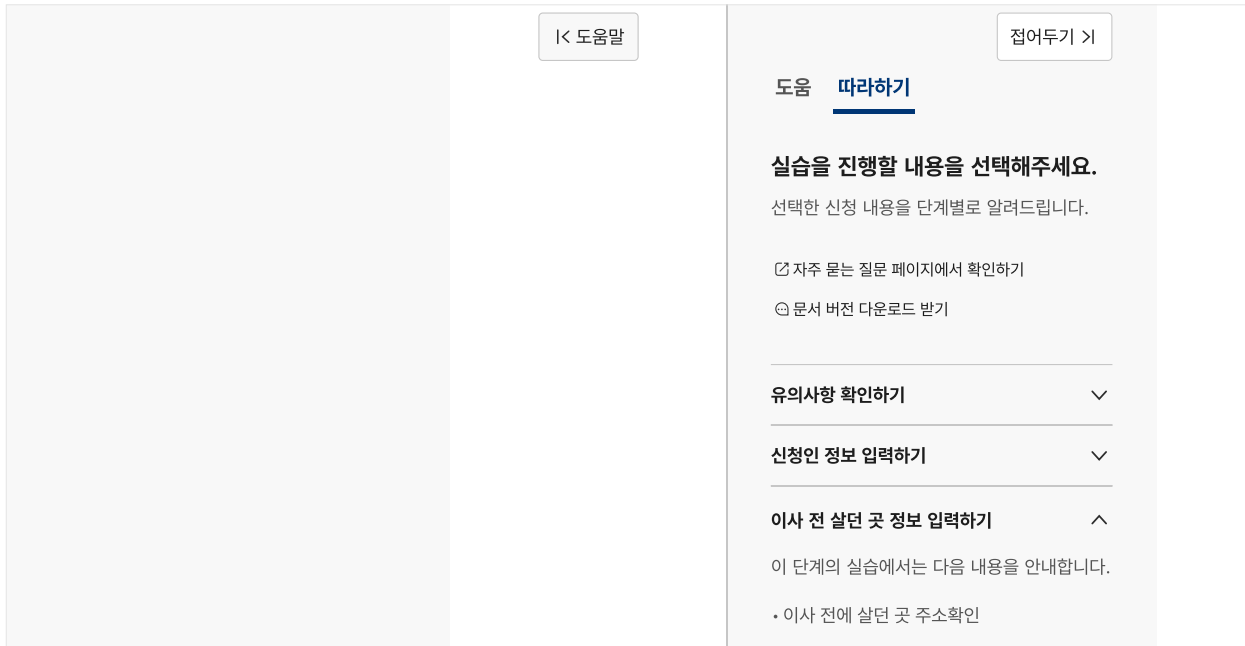 도움말
접어두기
도움 따라하기
실습을 진행할 내용을 선택해주세요.
선택한 신청 내용을 단계별로 알려드립니다.
자주 묻는 질문 페이지에서 확인하기
문서 버전 다운로드 받기
유의사항 확인하기
신청인 정보 입력하기
이사 전 살던 곳 정보 입력하기
이 단계의 실습에서는 다음 내용을 안내합니다.
• 이사 전에 살던 곳 주소확인